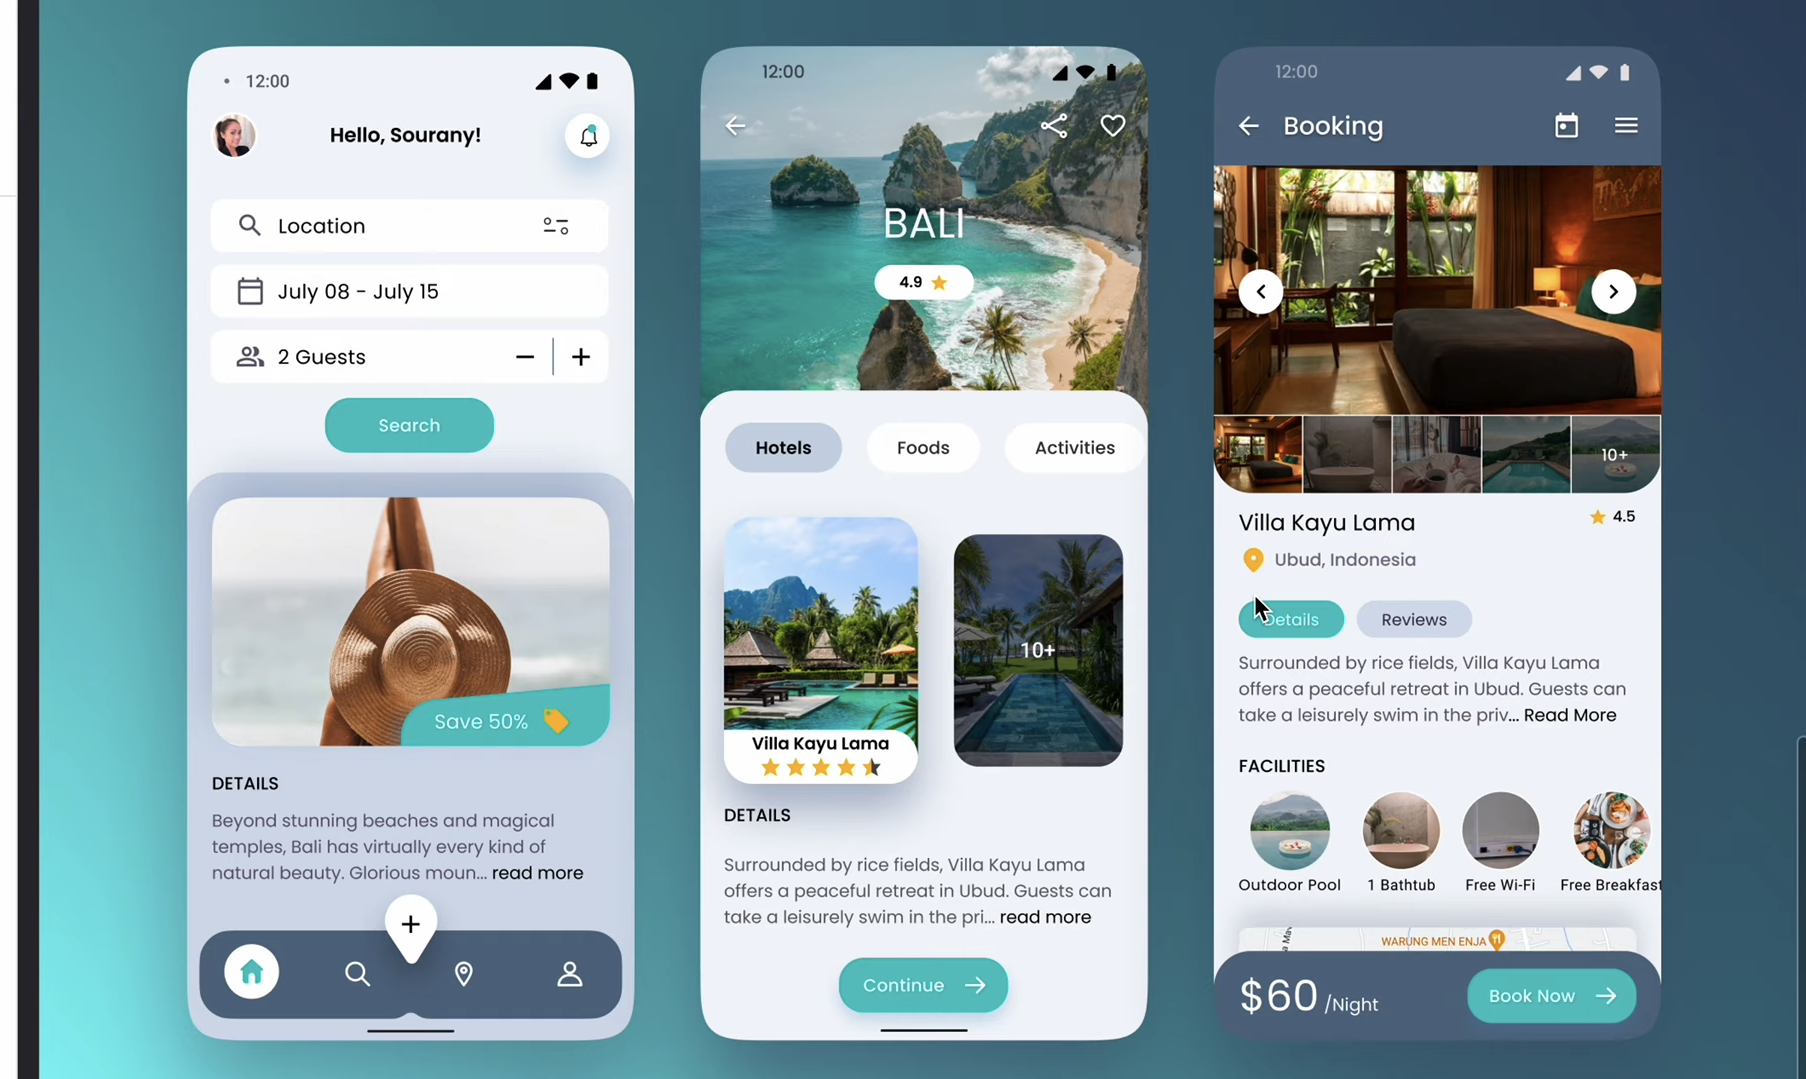 12:00
Hello, Sourany!
Location
July 08 - July 15
2 Guests
Search
Save 50%
DETAILS
Beyond stunning beaches and magical
temples, Bali has virtually every kind of
natural beauty. Glorious moun... read more
12:00
BALI
4.9
Hotels
Foods
Activities
Villa Kayu Lama
10+
DETAILS
Surrounded by rice fields, Villa Kayu Lama
offers a peaceful retreat in Ubud. Guests can
take a leisurely swim in the pri... read more
Continue
12:00
Booking
10+
Villa Kayu Lama
4.5
Ubud, Indonesia
Details
Reviews
Surrounded by rice fields, Villa Kayu Lama
offers a peaceful retreat in Ubud. Guests can
take a leisurely swim in the priv... Read More
FACILITIES
Outdoor Pool
1 Bathtub
Free Wi-Fi
Free Breakfast
WARUNG MEN ENJA
$60 /Night
Book Now